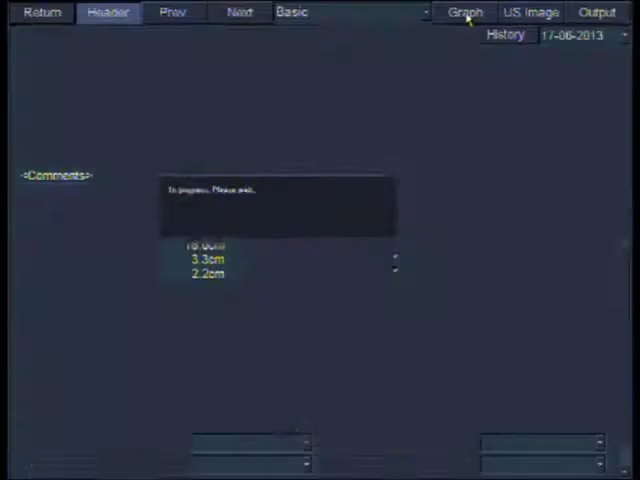 Return Header Prev Next Basic Graph US Image Output
History 17-06-2013
<Comments>
In progress. Please wait.
3.3cm
2.2cm